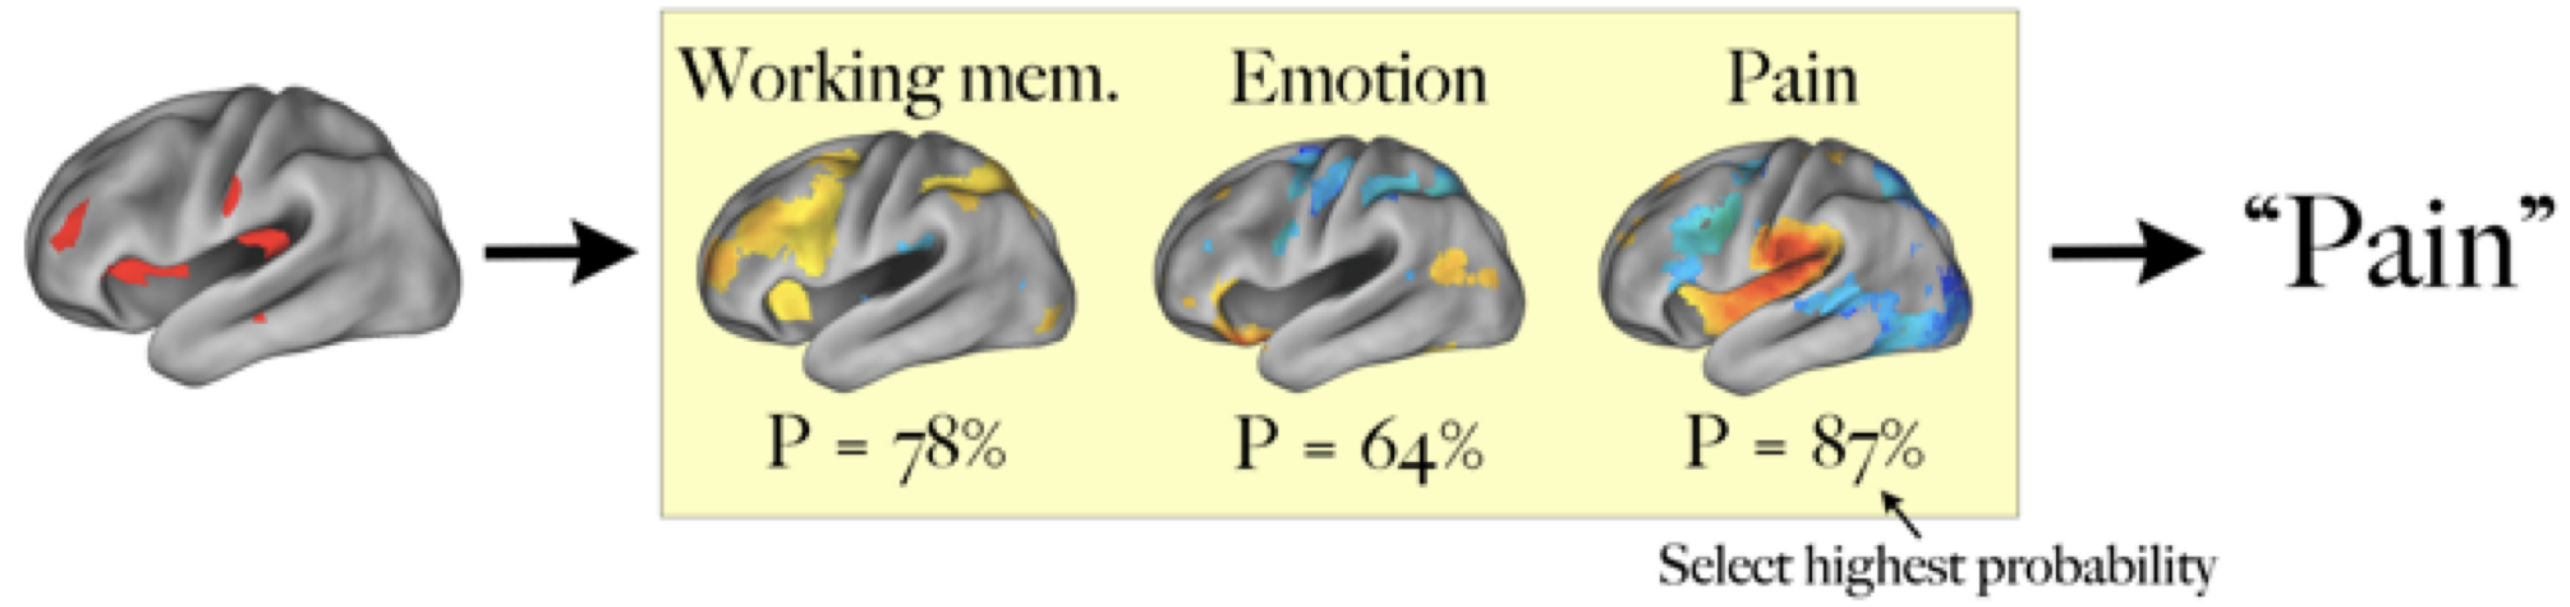 Working mem. Emotion Pain
P = 78% P = 64% P = 87%
“Pain”
Select highest probability